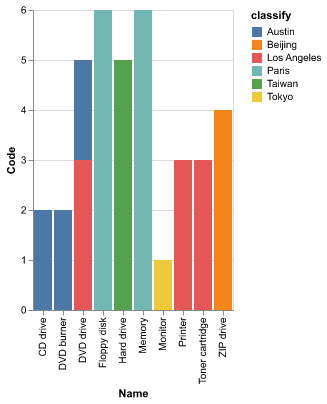 classify
Austin
Beijing
Los Angeles
Paris
Taiwan
Tokyo
Code
6
5
4
3
2
1
0
CD drive
DVD burner
DVD drive
Floppy disk
Hard drive
Memory
Monitor
Printer
Toner cartridge
ZIP drive
Name